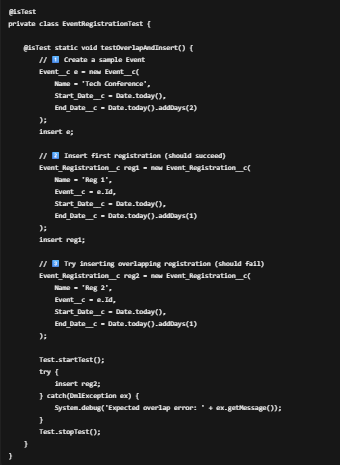 @isTest
private class EventRegistrationTest {
@isTest static void testOverlapAndInsert() {
// 1️⃣ Create a sample Event
Event__c e = new Event__c(
Name = 'Tech Conference',
Start_Date__c = Date.today(),
End_Date__c = Date.today().addDays(2)
);
insert e;
// 2️⃣ Insert first registration (should succeed)
Event_Registration__c reg1 = new Event_Registration__c(
Name = 'Reg 1',
Event__c = e.Id,
Start_Date__c = Date.today(),
End_Date__c = Date.today().addDays(1)
);
insert reg1;
// 3️⃣ Try inserting overlapping registration (should fail)
Event_Registration__c reg2 = new Event_Registration__c(
Name = 'Reg 2',
Event__c = e.Id,
Start_Date__c = Date.today(),
End_Date__c = Date.today().addDays(1)
);
Test.startTest();
try {
insert reg2;
} catch(DmlException ex) {
System.debug('Expected overlap error: ' + ex.getMessage());
}
Test.stopTest();
}
}